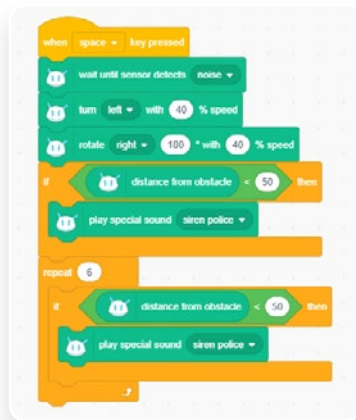 when space key pressed
wait until sensor detects noise
turn left with 40 % speed
rotate right 180 ° with 40 % speed
if distance from obstacle < 50 then
play special sound siren police
repeat 6
if distance from obstacle < 50 then
play special sound siren police